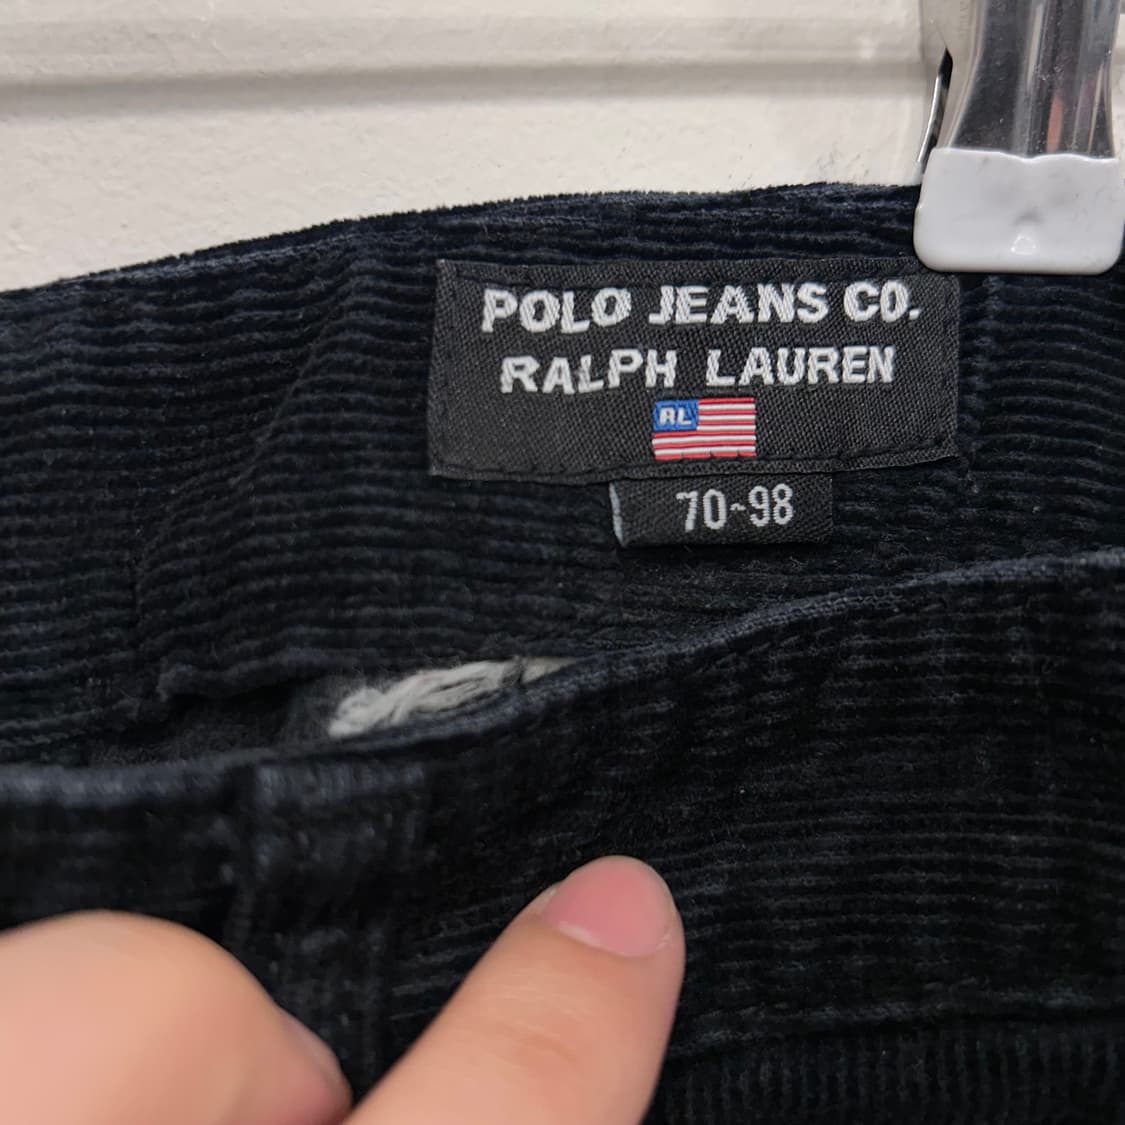 POLO JEANS CO.
RALPH LAUREN
RL
70~98